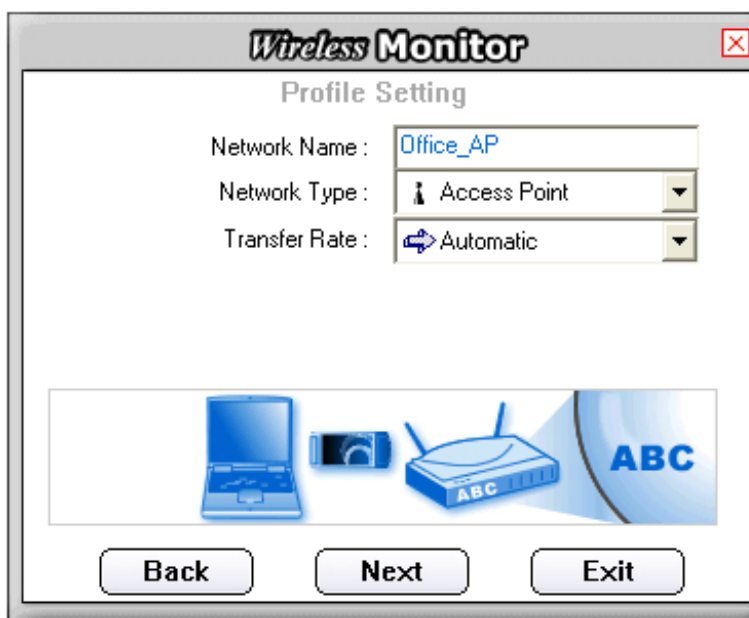 Wireless Monitor
Profile Setting
Network Name : Office_AP
Network Type : Access Point
Transfer Rate : Automatic
ABC
ABC
Back Next Exit